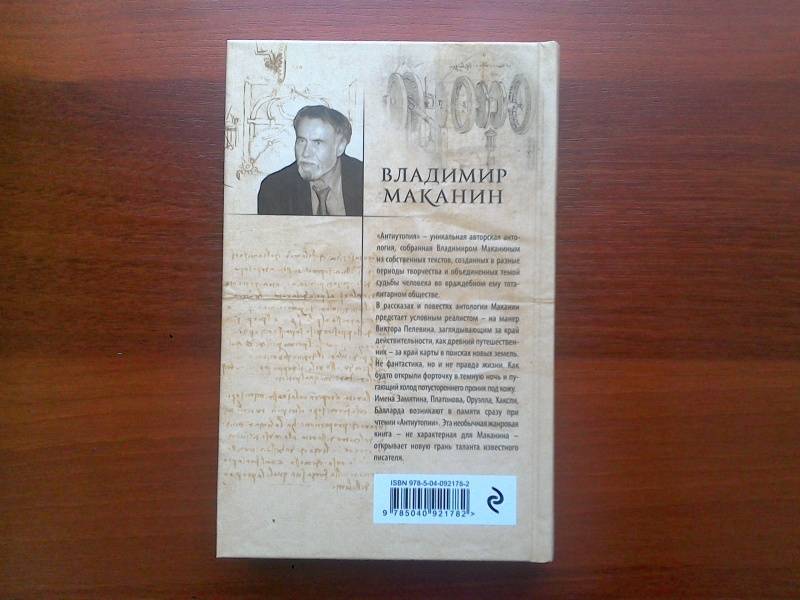 ВЛАДИМИР
МАКАНИН
«Антиутопия» – уникальная авторская анто-
логия, собранная Владимиром Маканиным
из собственных текстов, созданных в разные
периоды творчества и объединенных темой
судьбы человека во враждебном ему тота-
литарном обществе.
В рассказах и повестях антологии Маканин
предстает условным реалистом – на манер
Виктора Пелевина, заглядывающим за край
действительности, как древний путешествен-
ник – за край карты в поисках новых земель.
Не фантастика, но и не правда жизни. Как
будто открыли форточку в темную ночь и пу-
гающий холод потустороннего проник под кожу.
Имена Замятина, Платонова, Оруэлла, Хаксли,
Балларда возникают в памяти сразу при
чтении «Антиутопии». Эта необычная жанровая
книга – не характерная для Маканина –
открывает новую грань таланта известного
писателя.
ISBN 978-5-04-092178-2
9 785040 921782 >